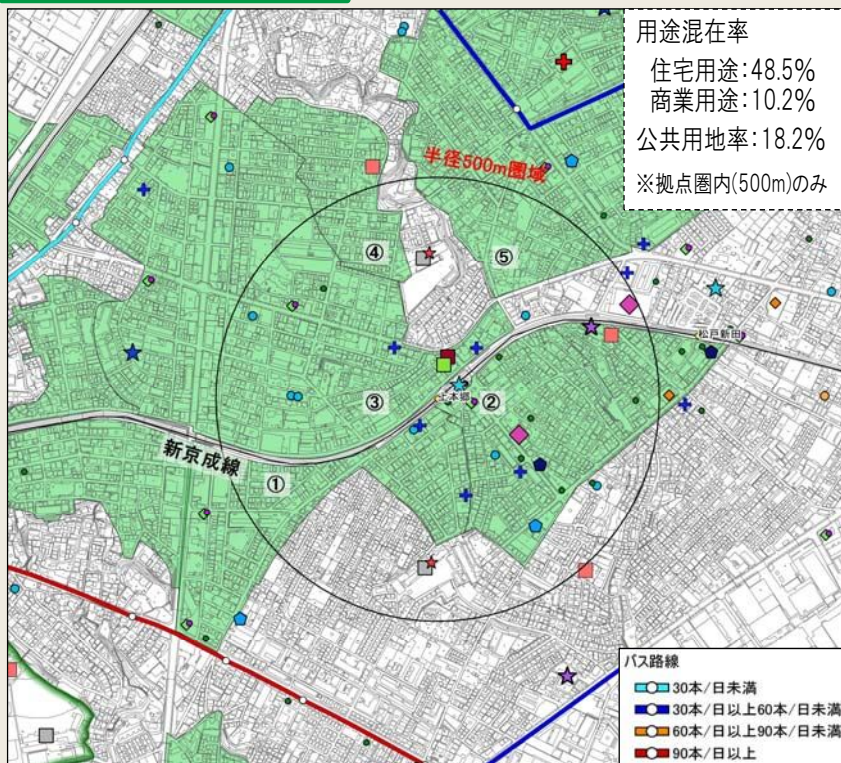 用途混在率
住宅用途:48.5%
商業用途:10.2%
公共用地率:18.2%
※拠点圏内(500m)のみ
半径500m圏域
④
⑤
松戸新田
上本郷
③
②
新京成線
①
バス路線
30本/日未満
30本/日以上60本/日未満
60本/日以上90本/日未満
90本/日以上